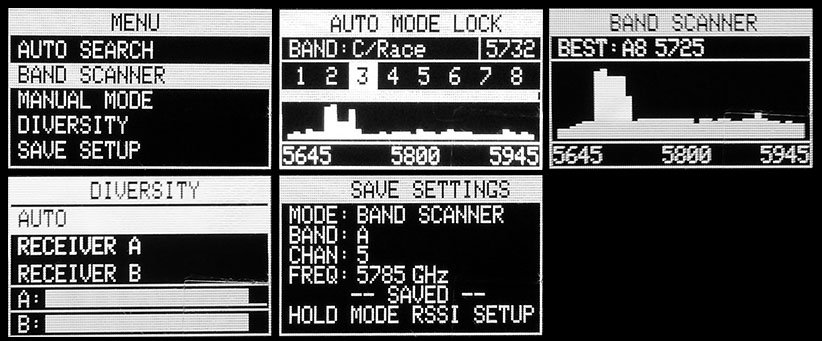 MENU
AUTO SEARCH
BAND SCANNER
MANUAL MODE
DIVERSITY
SAVE SETUP
AUTO MODE LOCK
BAND: C/Race 5732
1 2 3 4 5 6 7 8
5645 5800 5945
BAND SCANNER
BEST: A8 5725
5645 5800 5945
DIVERSITY
AUTO
RECEIVER A
RECEIVER B
A:
B:
SAVE SETTINGS
MODE: BAND SCANNER
BAND: A
CHAN: 5
FREQ: 5785 GHz
-- SAVED --
HOLD MODE RSSI SETUP